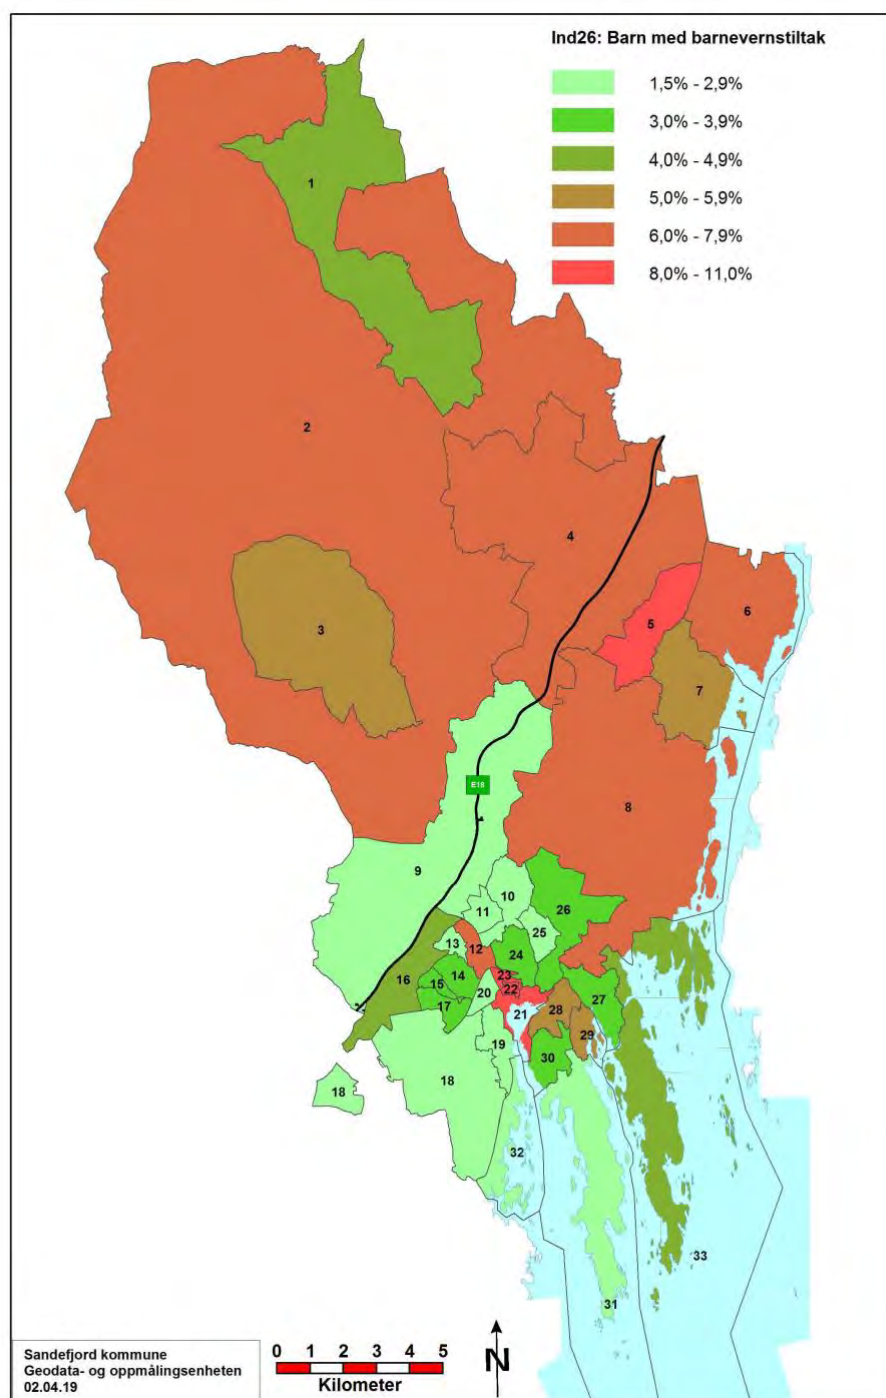 Ind26: Barn med barnevernstiltak
1,5% - 2,9%
3,0% - 3,9%
4,0% - 4,9%
5,0% - 5,9%
6,0% - 7,9%
8,0% - 11,0%
1
2
3
4
5
6
7
E18
8
9
10
11
26
25
13
12
24
16
14
15
23
22
20
17
21
28
27
29
19
30
18
18
32
33
31
Sandefjord kommune
Geodata- og oppmålingsenheten
02.04.19
0 1 2 3 4 5
Kilometer
N